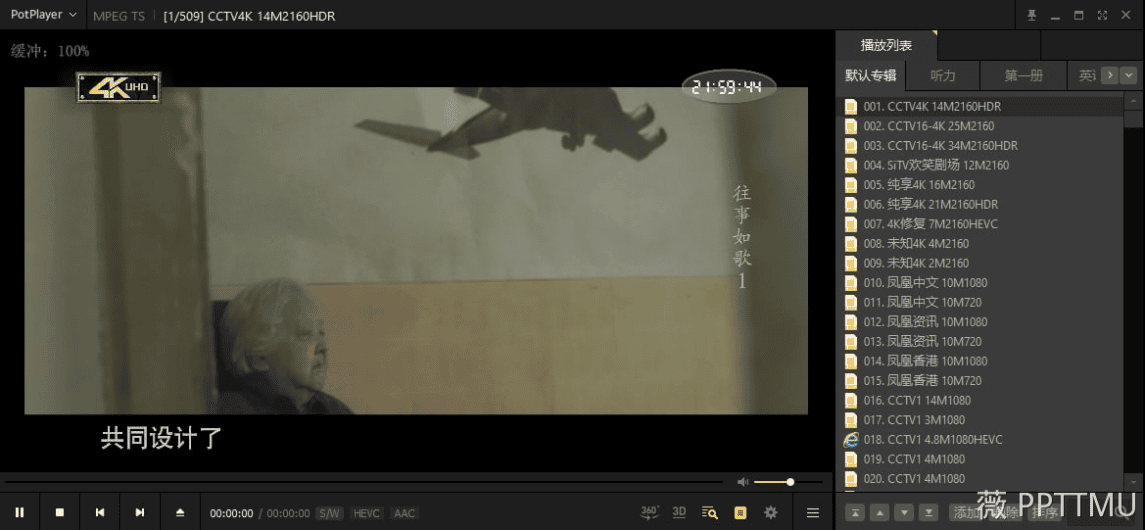 PotPlayer MPEG TS [1/509] CCTV4K 14M2160HDR
缓冲：100%
4K UHD
21:59:44
往事如歌1
共同设计了
播放列表
默认专辑 听力 第一册
001. CCTV4K 14M2160HDR
002. CCTV16-4K 25M2160
003. CCTV16-4K 34M2160HDR
004. SiTV欢笑剧场 12M2160
005. 纯享4K 16M2160
006. 纯享4K 21M2160HDR
007. 4K修复 7M2160HEVC
008. 未知4K 4M2160
009. 未知4K 2M2160
010. 凤凰中文 10M1080
011. 凤凰中文 10M720
012. 凤凰资讯 10M1080
013. 凤凰资讯 10M720
014. 凤凰香港 10M1080
015. 凤凰香港 10M720
016. CCTV1 14M1080
017. CCTV1 3M1080
018. CCTV1 4.8M1080HEVC
019. CCTV1 4M1080
020. CCTV1 4M1080
00:00:00 / 00:00:00 S/W HEVC AAC
360° 3D
添加 排序
薇 PPTTMU